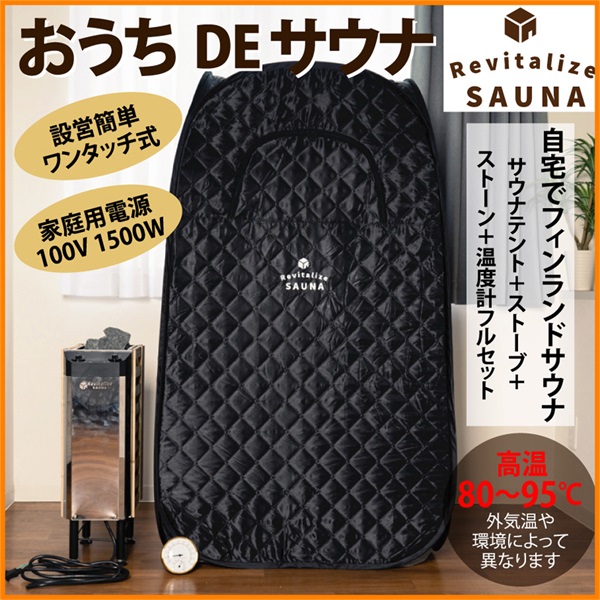 おうち DE サウナ
Revitalize
SAUNA
設営簡単
ワンタッチ式
家庭用電源
100V 1500W
自宅でフィンランドサウナ
サウナテント+ストーブ+
ストーン+温度計フルセット
Revitalize
SAUNA
Revitalize
SAUNA
高温
80〜95℃
外気温や
環境によって
異なります